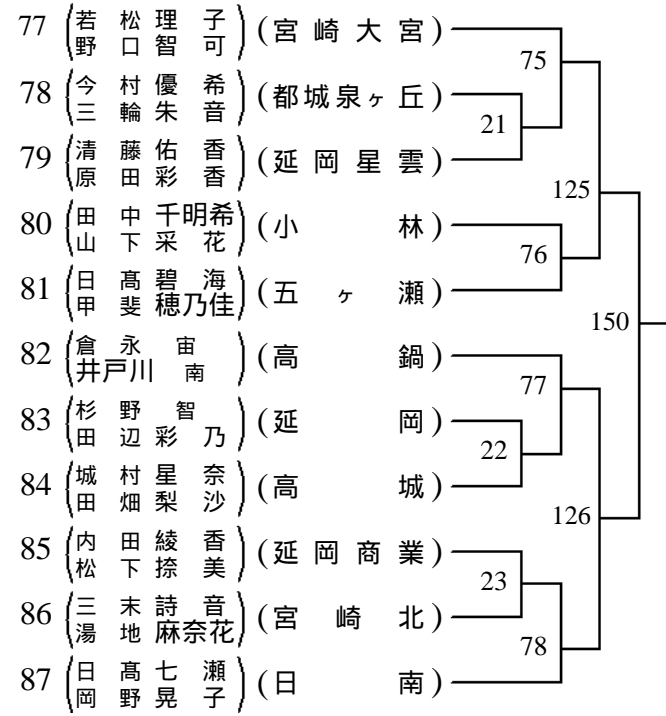 77 (若松理子 野口智可) (宮崎大宮)
78 (今村優希 三輪朱音) (都城泉ヶ丘)
79 (清藤佑香 原田彩香) (延岡星雲)
80 (田中千明希 山下采花) (小林)
81 (日髙碧海 甲斐穂乃佳) (五ヶ瀬)
82 (倉永宙 井戸川南) (高鍋)
83 (杉野智 田辺彩乃) (延岡)
84 (城村星奈 田畑梨沙) (高城)
85 (内田綾香 松下捺美) (延岡商業)
86 (三末詩音 湯地麻奈花) (宮崎北)
87 (日髙七瀬 岡野晃子) (日南)
75
21
125
76
150
77
22
126
23
78